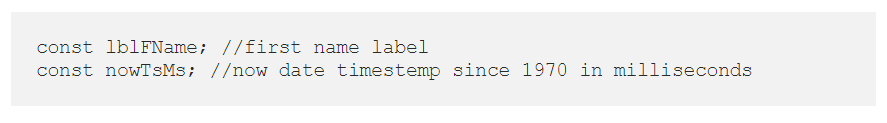 const lblFName; //first name label
const nowTsMs; //now date timestemp since 1970 in milliseconds